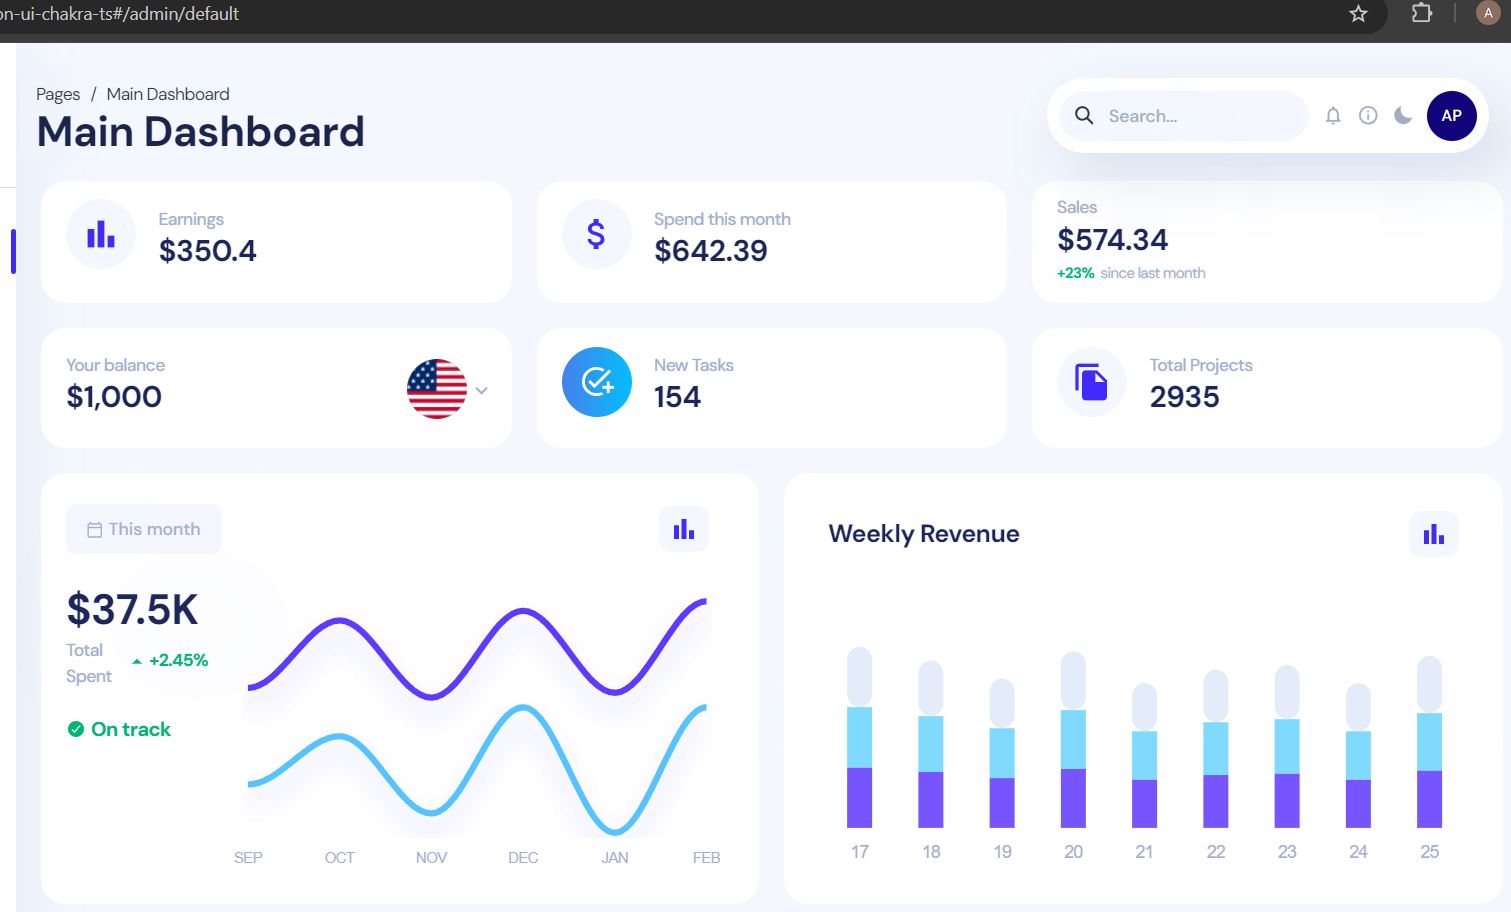 on-ui-chakra-ts#/admin/default
A
Pages / Main Dashboard
Main Dashboard
Search...
AP
Earnings
$350.4
Spend this month
$642.39
Sales
$574.34
+23% since last month
Your balance
$1,000
New Tasks
154
Total Projects
2935
This month
$37.5K
Total
Spent
+2.45%
On track
SEP OCT NOV DEC JAN FEB
Weekly Revenue
17 18 19 20 21 22 23 24 25